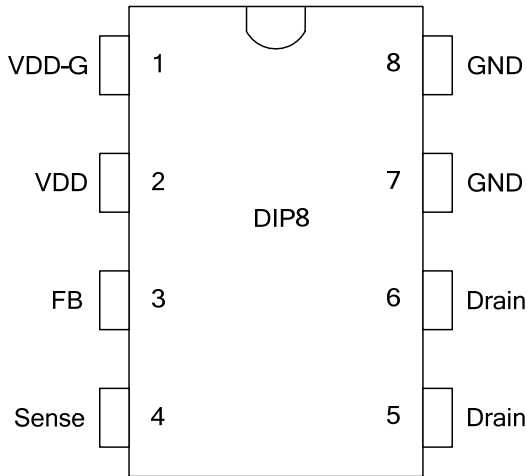 VDD-G 1 8 GND
VDD 2 7 GND
DIP8
FB 3 6 Drain
Sense 4 5 Drain